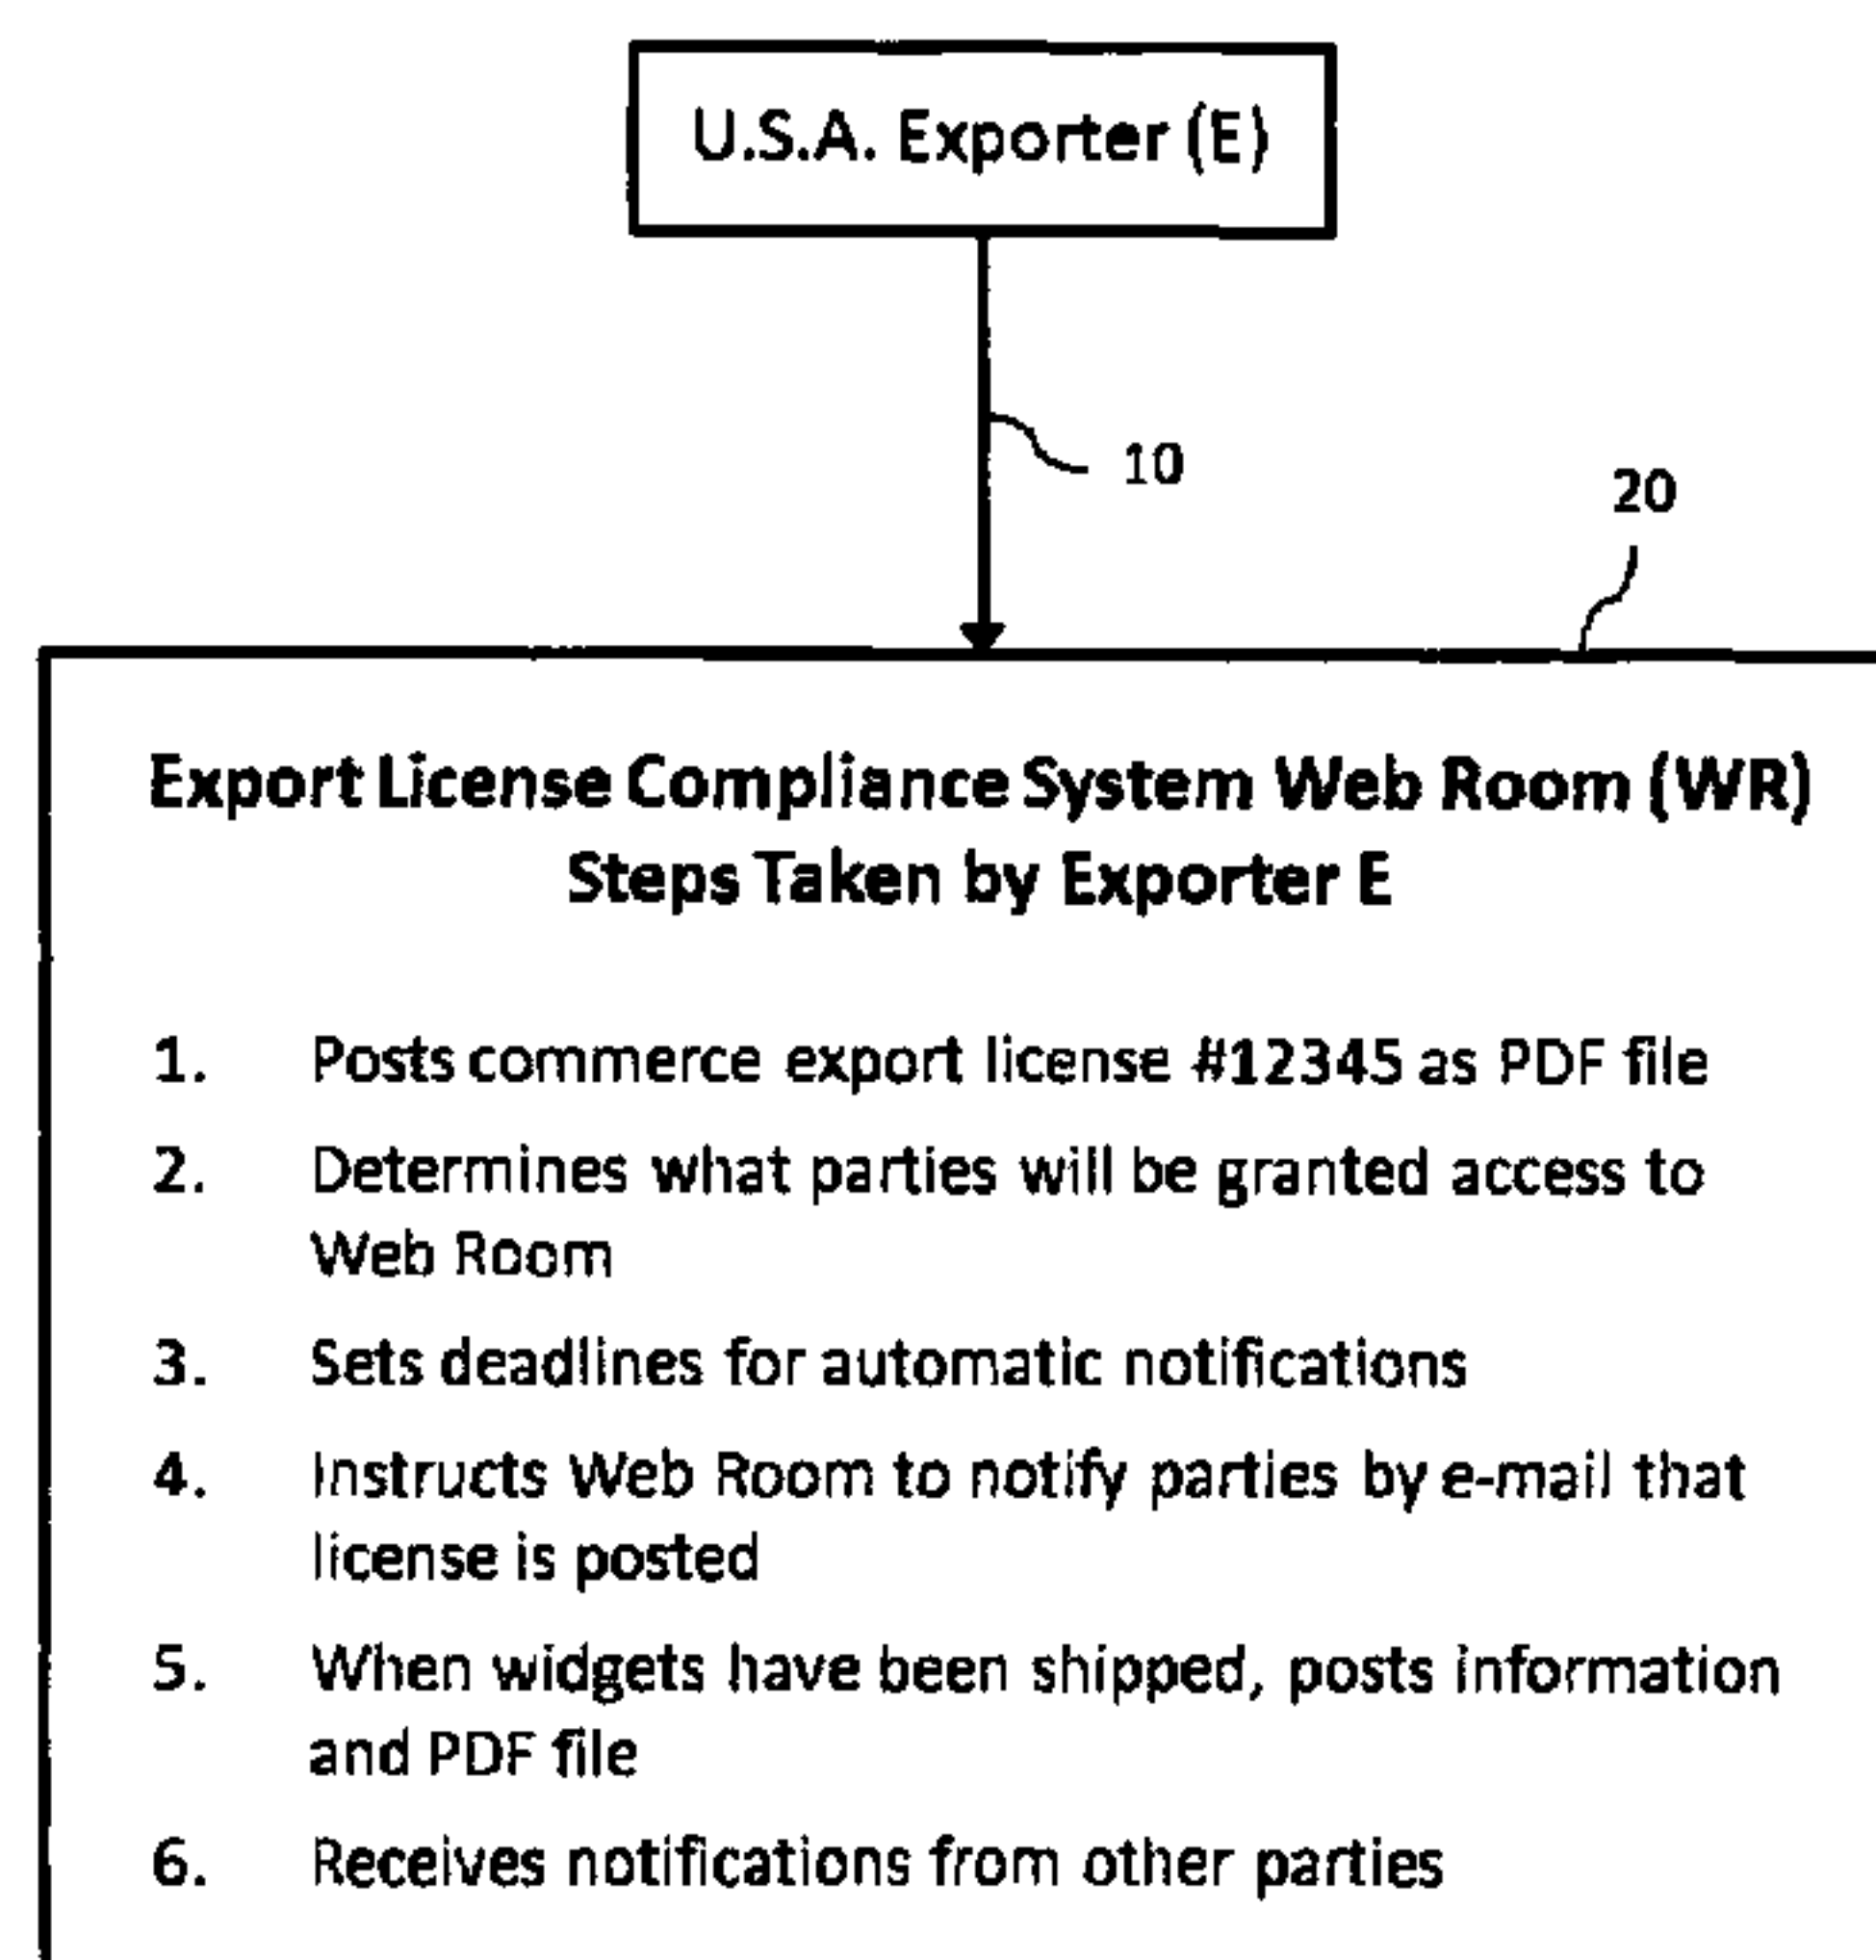 U.S.A. Exporter (E)
10
20
Export License Compliance System Web Room (WR)
Steps Taken by Exporter E
1. Posts commerce export license #12345 as PDF file
2. Determines what parties will be granted access to
Web Room
3. Sets deadlines for automatic notifications
4. Instructs Web Room to notify parties by e-mail that
license is posted
5. When widgets have been shipped, posts information
and PDF file
6. Receives notifications from other parties